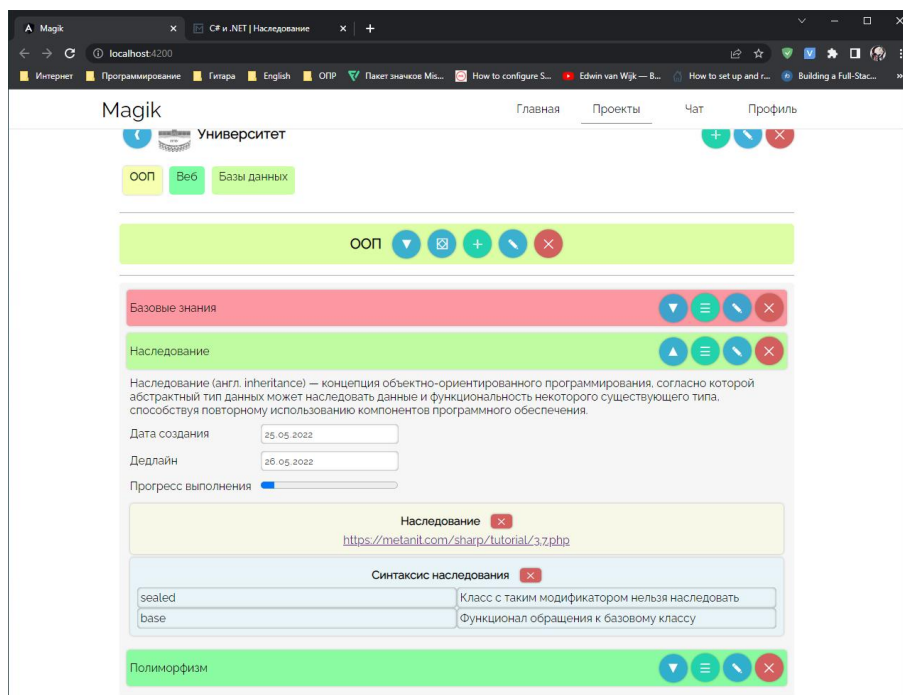 Magik
C# и .NET | Наследование
localhost:4200
Интернет
Программирование
Гитара
English
ОПР
Пакет значков Mis...
How to configure S...
Edwin van Wijk — B...
How to set up and r...
Building a Full-Stac...
Magik
Главная
Проекты
Чат
Профиль
Университет
ООП
Веб
Базы данных
ООП
Базовые знания
Наследование
Наследование (англ. inheritance) — концепция объектно-ориентированного программирования, согласно которой
абстрактный тип данных может наследовать данные и функциональность некоторого существующего типа,
способствуя повторному использованию компонентов программного обеспечения.
Дата создания
25.05.2022
Дедлайн
26.05.2022
Прогресс выполнения
Наследование
https://metanit.com/sharp/tutorial/3.7.php
Синтаксис наследования
sealed
Класс с таким модификатором нельзя наследовать
base
Функционал обращения к базовому классу
Полиморфизм